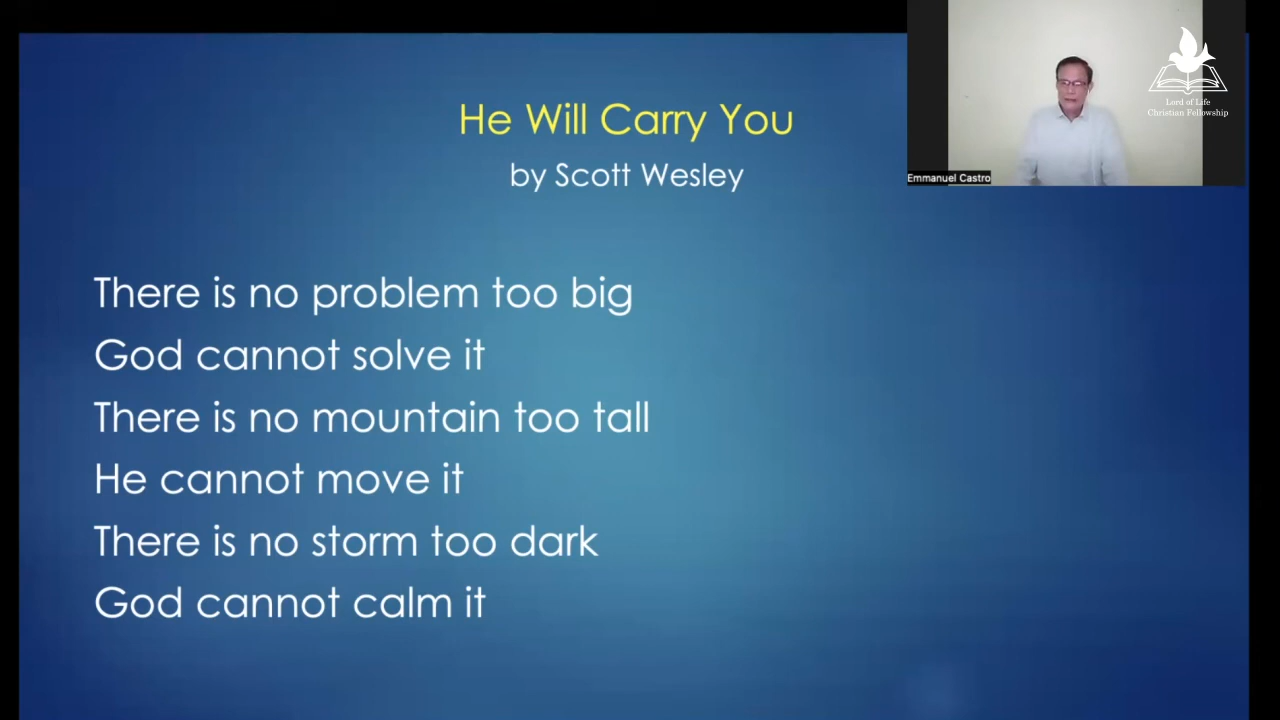 He Will Carry You
by Scott Wesley
There is no problem too big
God cannot solve it
There is no mountain too tall
He cannot move it
There is no storm too dark
God cannot calm it
Lord of Life
Christian Fellowship
Emmanuel Castro